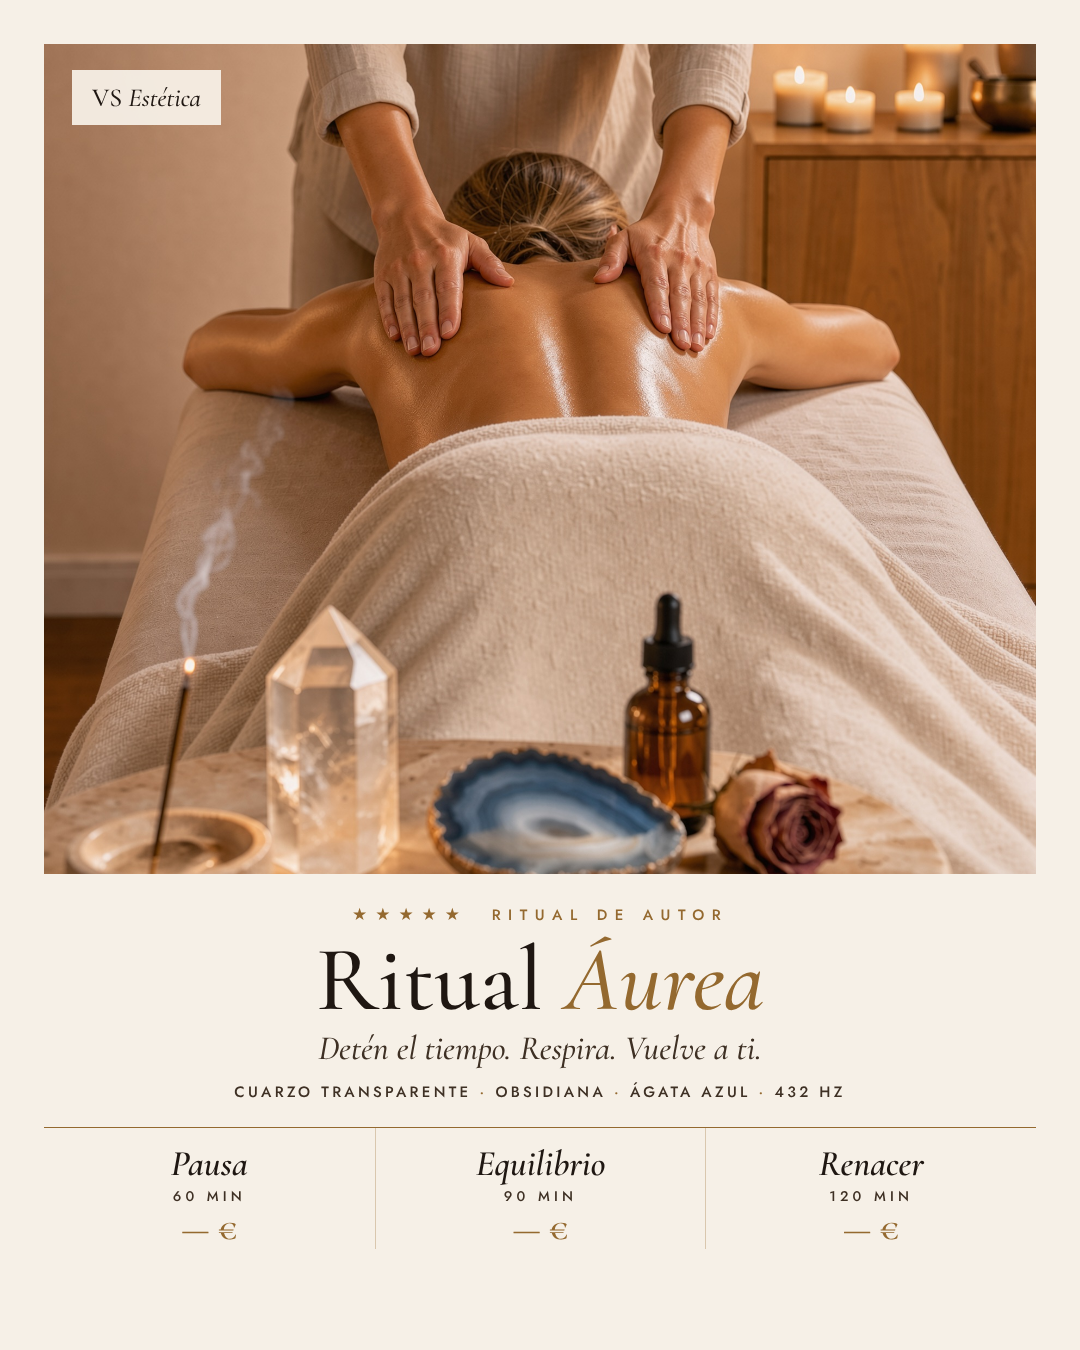 VS Estética
★★★★★ RITUAL DE AUTOR
Ritual Áurea
Detén el tiempo. Respira. Vuelve a ti.
CUARZO TRANSPARENTE · OBSIDIANA · ÁGATA AZUL · 432 HZ
Pausa
60 MIN
— €
Equilibrio
90 MIN
— €
Renacer
120 MIN
— €